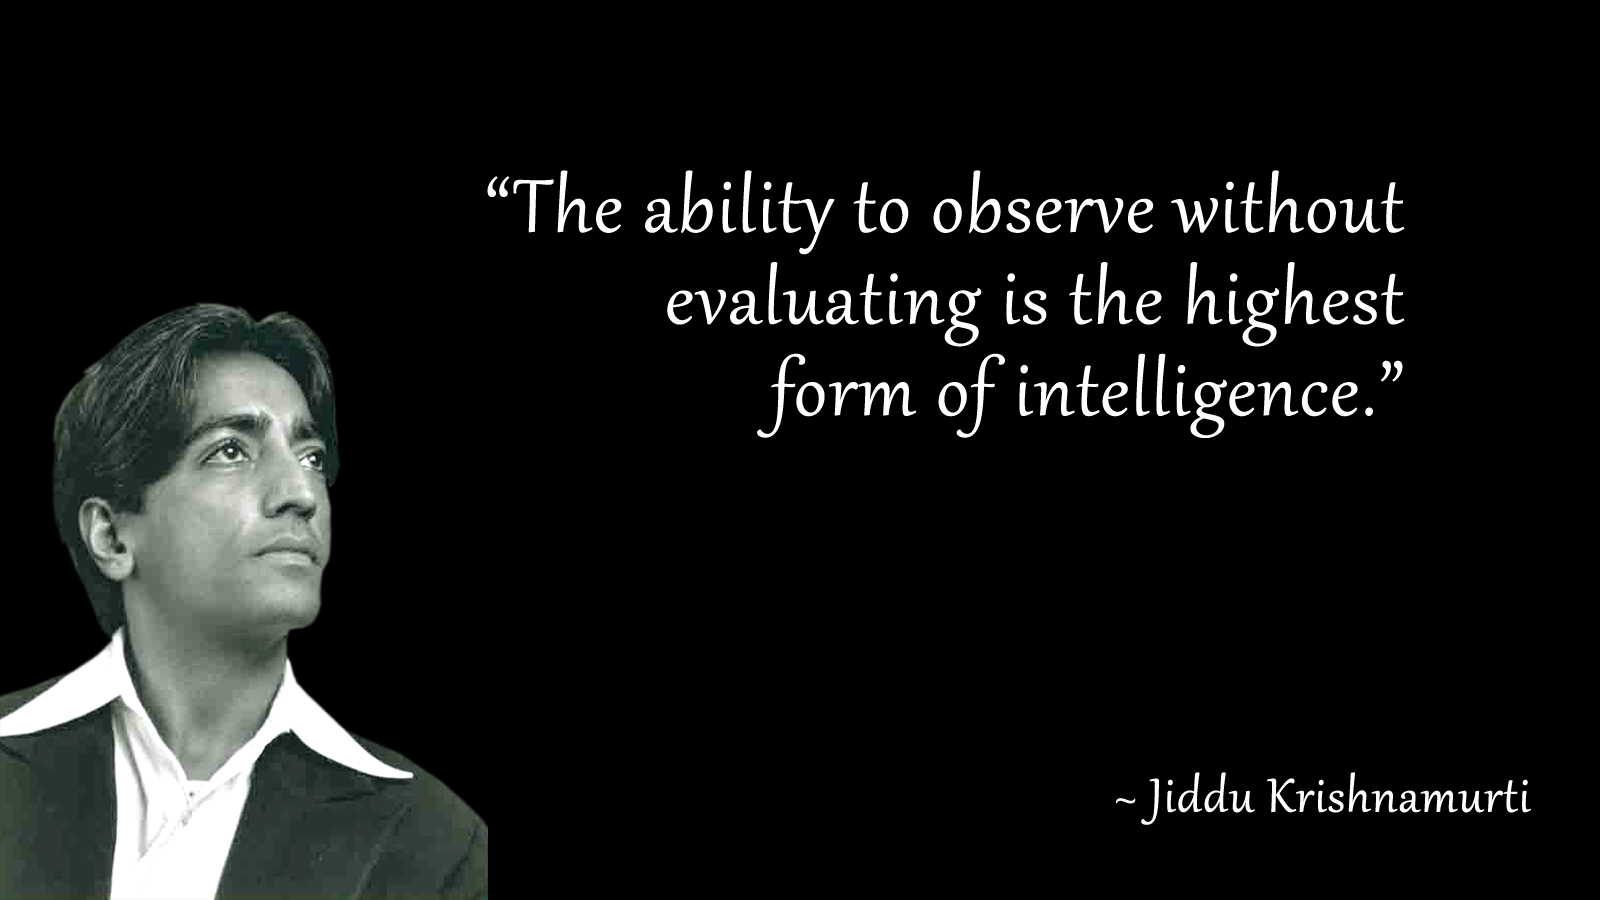 “The ability to observe without
evaluating is the highest
form of intelligence.”
~ Jiddu Krishnamurti